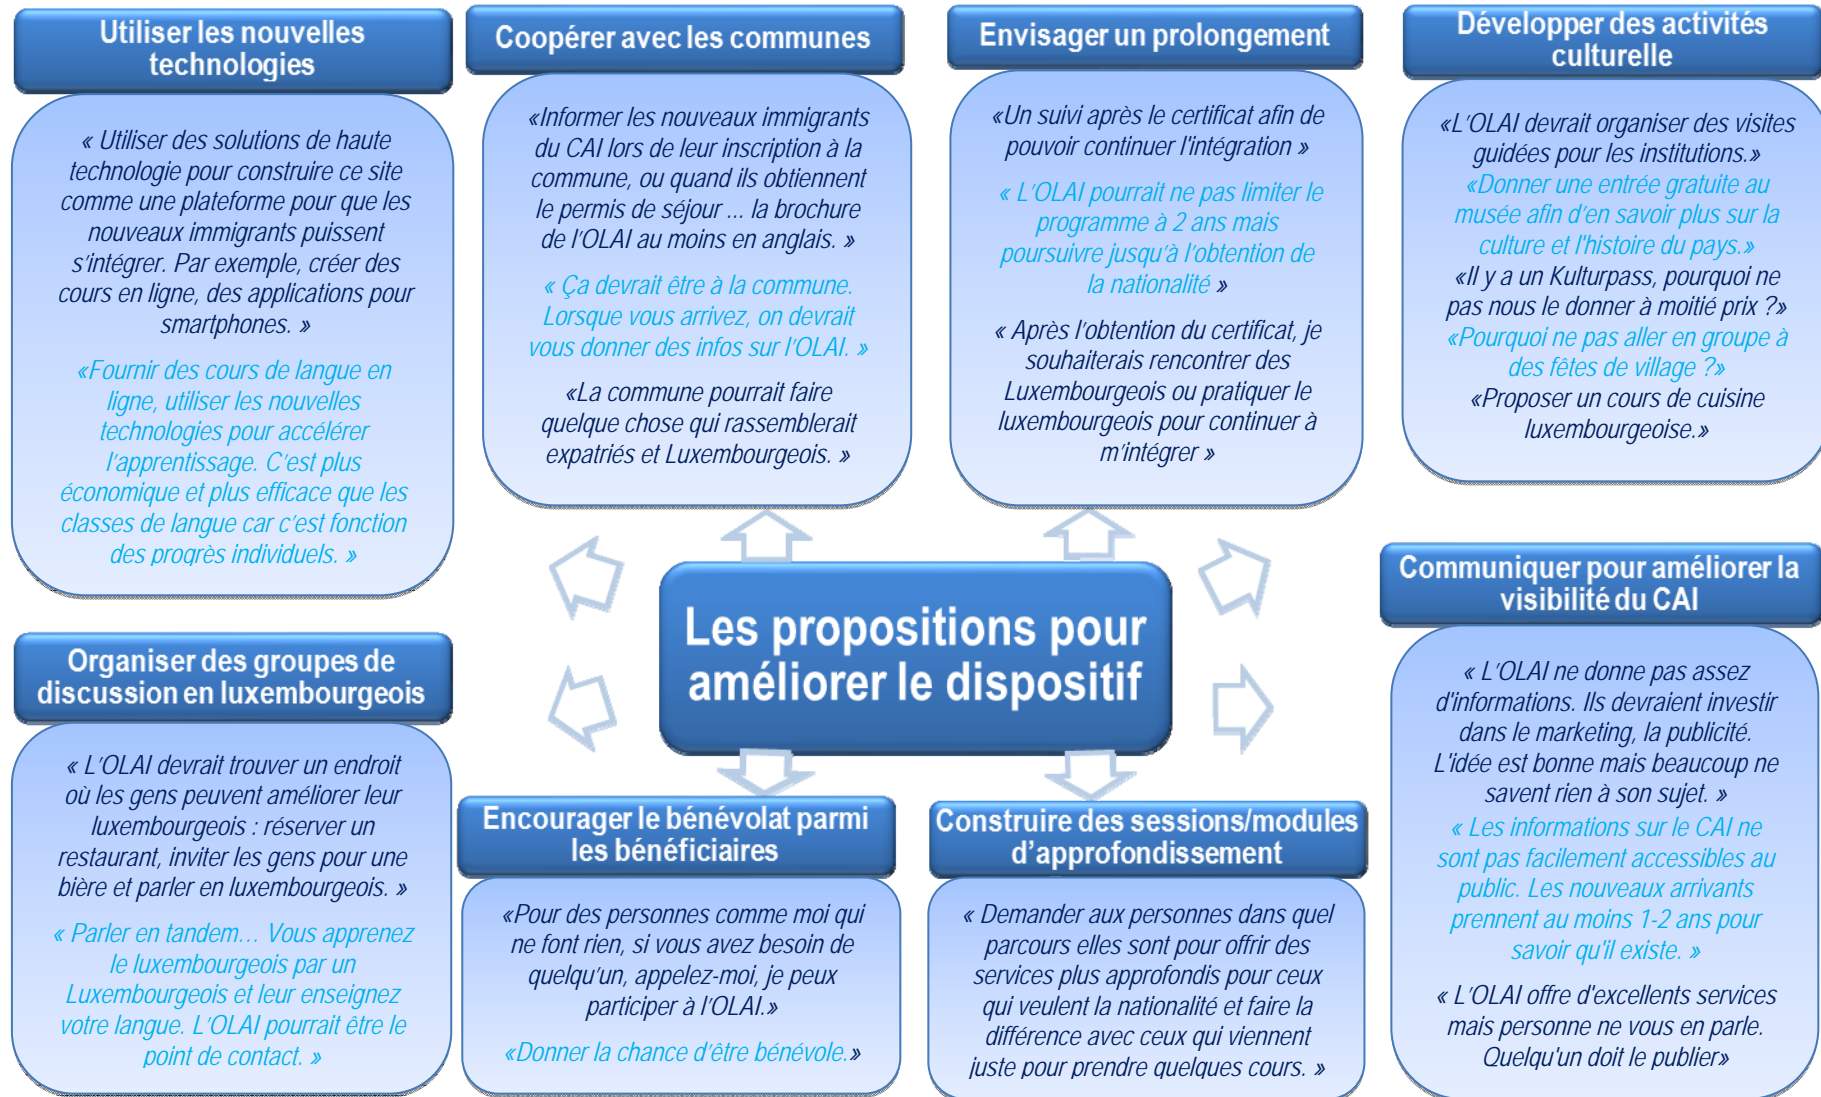 Utiliser les nouvelles
technologies
« Utiliser des solutions de haute
technologie pour construire ce site
comme une plateforme pour que les
nouveaux immigrants puissent
s'intégrer. Par exemple, créer des
cours en ligne, des applications pour
smartphones. »
«Fournir des cours de langue en
ligne, utiliser les nouvelles
technologies pour accélérer
l'apprentissage. C'est plus
économique et plus efficace que les
classes de langue car c'est fonction
des progrès individuels. »
Coopérer avec les communes
«Informer les nouveaux immigrants
du CAI lors de leur inscription à la
commune, ou quand ils obtiennent
le permis de séjour ... la brochure
de l'OLAI au moins en anglais. »
« Ça devrait être à la commune.
Lorsque vous arrivez, on devrait
vous donner des infos sur l'OLAI. »
«La commune pourrait faire
quelque chose qui rassemblerait
expatriés et Luxembourgeois. »
Envisager un prolongement
«Un suivi après le certificat afin de
pouvoir continuer l'intégration »
« L'OLAI pourrait ne pas limiter le
programme à 2 ans mais
poursuivre jusqu'à l'obtention de
la nationalité »
« Après l'obtention du certificat, je
souhaiterais rencontrer des
Luxembourgeois ou pratiquer le
luxembourgeois pour continuer à
m'intégrer »
Développer des activités
culturelle
«L'OLAI devrait organiser des visites
guidées pour les institutions.»
«Donner une entrée gratuite au
musée afin d'en savoir plus sur la
culture et l'histoire du pays.»
«Il y a un Kulturpass, pourquoi ne
pas nous le donner à moitié prix ?»
«Pourquoi ne pas aller en groupe à
des fêtes de village ?»
«Proposer un cours de cuisine
luxembourgeoise.»
Les propositions pour
améliorer le dispositif
Communiquer pour améliorer la
visibilité du CAI
« L'OLAI ne donne pas assez
d'informations. Ils devraient investir
dans le marketing, la publicité.
L'idée est bonne mais beaucoup ne
savent rien à son sujet. »
« Les informations sur le CAI ne
sont pas facilement accessibles au
public. Les nouveaux arrivants
prennent au moins 1-2 ans pour
savoir qu'il existe. »
« L'OLAI offre d'excellents services
mais personne ne vous en parle.
Quelqu'un doit le publier»
Organiser des groupes de
discussion en luxembourgeois
« L'OLAI devrait trouver un endroit
où les gens peuvent améliorer leur
luxembourgeois : réserver un
restaurant, inviter les gens pour une
bière et parler en luxembourgeois. »
« Parler en tandem... Vous apprenez
le luxembourgeois par un
Luxembourgeois et leur enseignez
votre langue. L'OLAI pourrait être le
point de contact. »
Encourager le bénévolat parmi
les bénéficiaires
«Pour des personnes comme moi qui
ne font rien, si vous avez besoin de
quelqu'un, appelez-moi, je peux
participer à l'OLAI.»
«Donner la chance d'être bénévole.»
Construire des sessions/modules
d'approfondissement
« Demander aux personnes dans quel
parcours elles sont pour offrir des
services plus approfondis pour ceux
qui veulent la nationalité et faire la
différence avec ceux qui viennent
juste pour prendre quelques cours. »